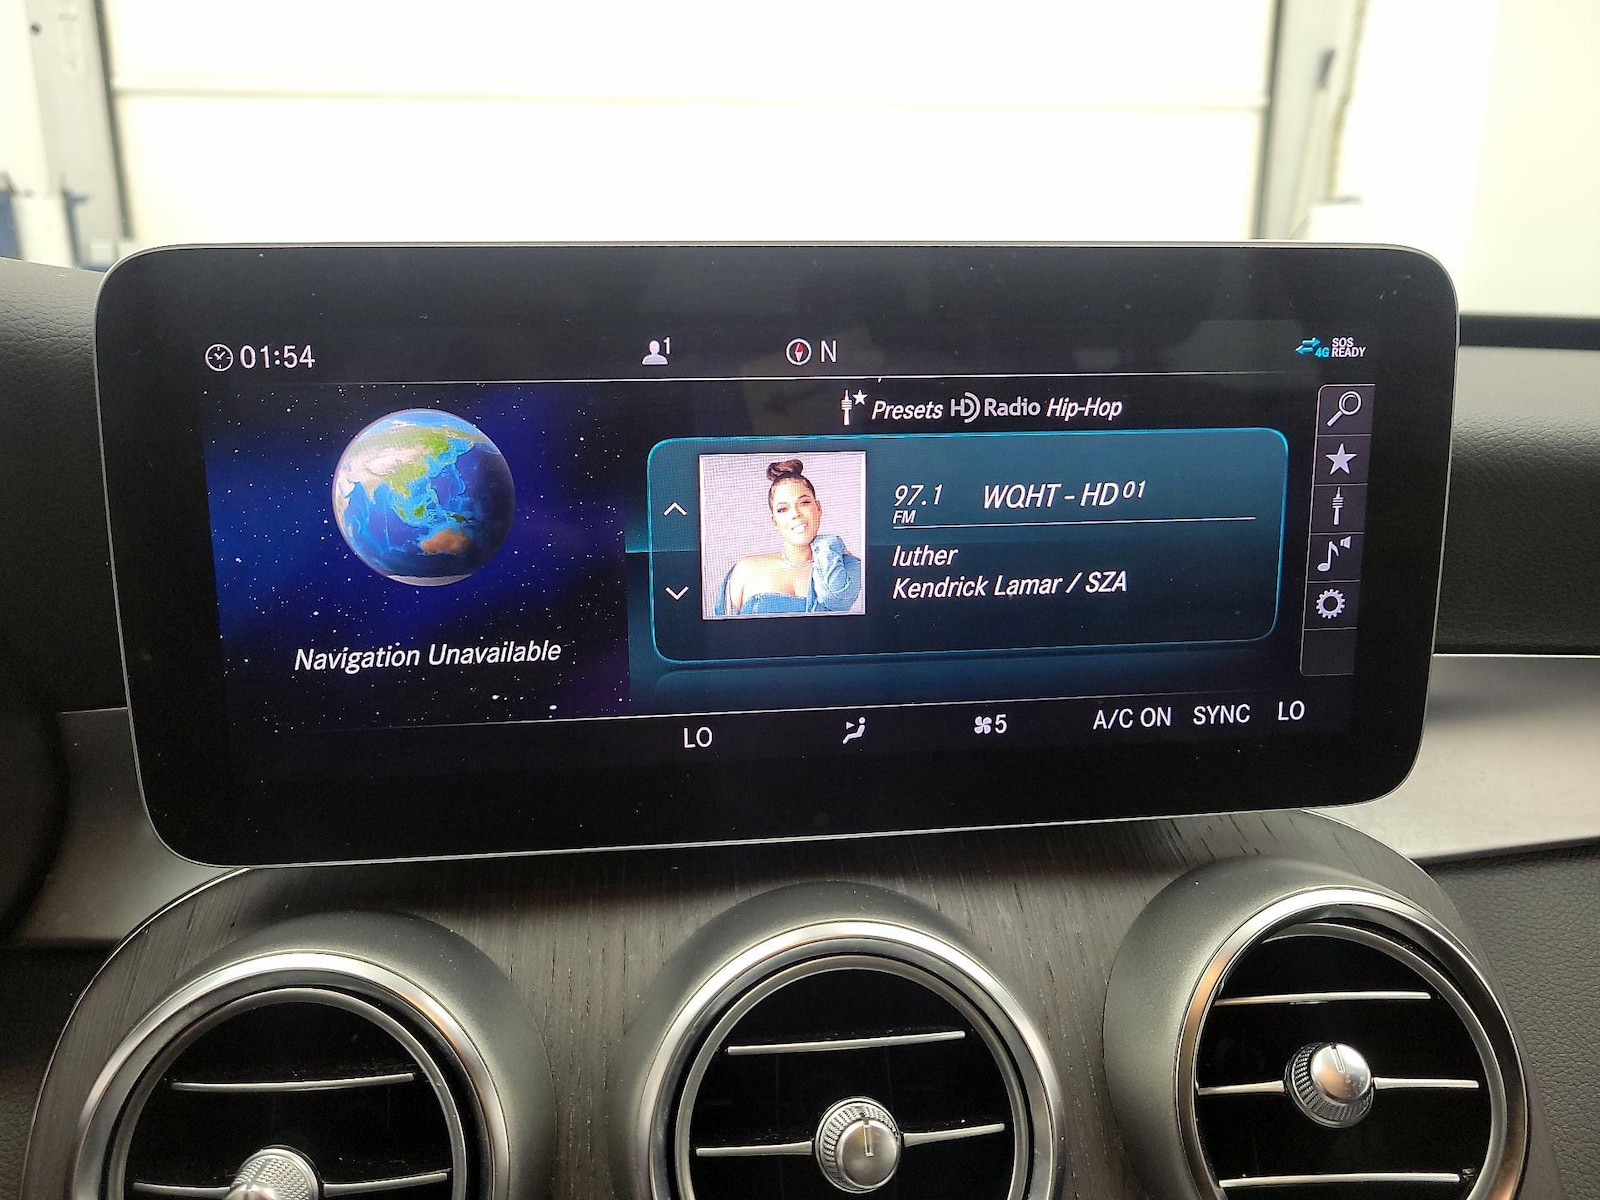 01:54
1
N
4G
SOS
READY
Presets HD Radio Hip-Hop
97.1 WQHT - HD 01
FM
luther
Kendrick Lamar / SZA
Navigation Unavailable
LO 5 A/C ON SYNC LO